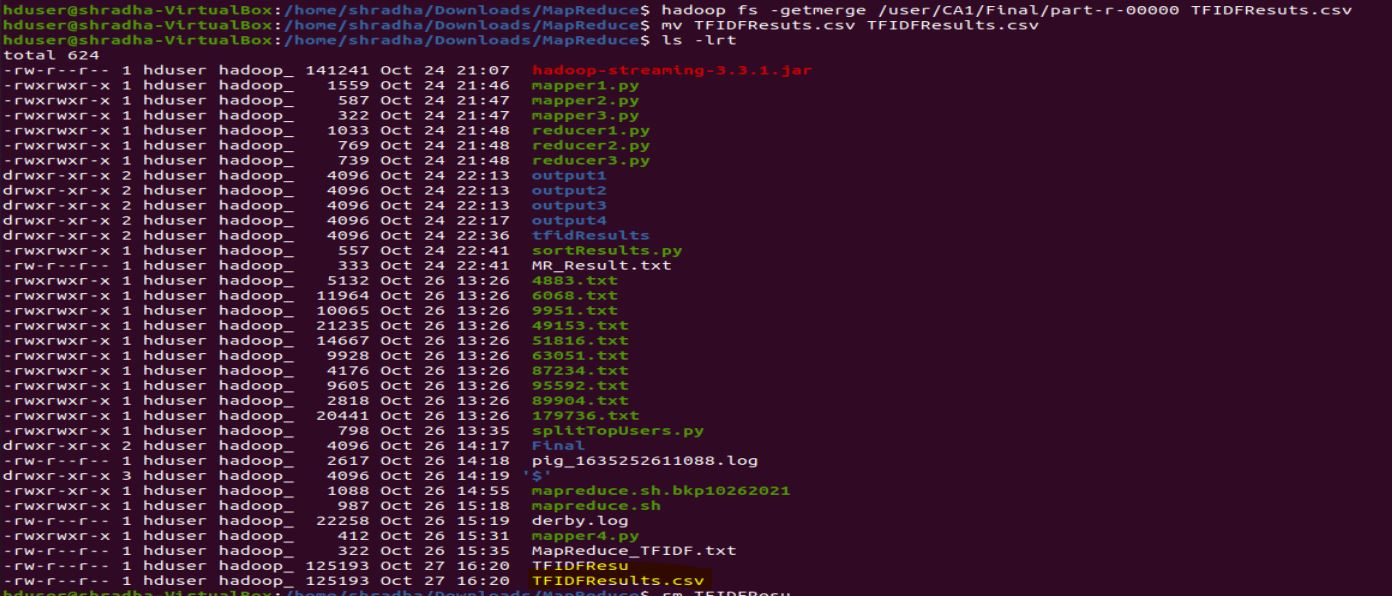 hduser@shradha-VirtualBox:/home/shradha/Downloads/MapReduce$ hadoop fs -getmerge /user/CA1/Final/part-r-00000 TFIDFResuts.csv
hduser@shradha-VirtualBox:/home/shradha/Downloads/MapReduce$ mv TFIDFResuts.csv TFIDFResults.csv
hduser@shradha-VirtualBox:/home/shradha/Downloads/MapReduce$ ls -lrt
total 624
-rw-r--r-- 1 hduser hadoop_ 141241 Oct 24 21:07 hadoop-streaming-3.3.1.jar
-rwxrwxr-x 1 hduser hadoop_ 1559 Oct 24 21:46 mapper1.py
-rwxrwxr-x 1 hduser hadoop_ 587 Oct 24 21:47 mapper2.py
-rwxrwxr-x 1 hduser hadoop_ 322 Oct 24 21:47 mapper3.py
-rwxrwxr-x 1 hduser hadoop_ 1033 Oct 24 21:48 reducer1.py
-rwxrwxr-x 1 hduser hadoop_ 769 Oct 24 21:48 reducer2.py
-rwxrwxr-x 1 hduser hadoop_ 739 Oct 24 21:48 reducer3.py
drwxr-xr-x 2 hduser hadoop_ 4096 Oct 24 22:13 output1
drwxr-xr-x 2 hduser hadoop_ 4096 Oct 24 22:13 output2
drwxr-xr-x 2 hduser hadoop_ 4096 Oct 24 22:13 output3
drwxr-xr-x 2 hduser hadoop_ 4096 Oct 24 22:17 output4
drwxr-xr-x 2 hduser hadoop_ 4096 Oct 24 22:36 tfidResults
-rwxrwxr-x 1 hduser hadoop_ 557 Oct 24 22:41 sortResults.py
-rw-r--r-- 1 hduser hadoop_ 333 Oct 24 22:41 MR_Result.txt
-rwxrwxr-x 1 hduser hadoop_ 5132 Oct 26 13:26 4883.txt
-rwxrwxr-x 1 hduser hadoop_ 11964 Oct 26 13:26 6068.txt
-rwxrwxr-x 1 hduser hadoop_ 10065 Oct 26 13:26 9951.txt
-rwxrwxr-x 1 hduser hadoop_ 21235 Oct 26 13:26 49153.txt
-rwxrwxr-x 1 hduser hadoop_ 14667 Oct 26 13:26 51816.txt
-rwxrwxr-x 1 hduser hadoop_ 9928 Oct 26 13:26 63051.txt
-rwxrwxr-x 1 hduser hadoop_ 4176 Oct 26 13:26 87234.txt
-rwxrwxr-x 1 hduser hadoop_ 9605 Oct 26 13:26 95592.txt
-rwxrwxr-x 1 hduser hadoop_ 2818 Oct 26 13:26 89904.txt
-rwxrwxr-x 1 hduser hadoop_ 20441 Oct 26 13:26 179736.txt
-rwxrwxr-x 1 hduser hadoop_ 798 Oct 26 13:35 splitTopUsers.py
drwxr-xr-x 2 hduser hadoop_ 4096 Oct 26 14:17 Final
-rw-r--r-- 1 hduser hadoop_ 2617 Oct 26 14:18 pig_1635252611088.log
drwxr-xr-x 3 hduser hadoop_ 4096 Oct 26 14:19 '$'
-rwxr-xr-x 1 hduser hadoop_ 1088 Oct 26 14:55 mapreduce.sh.bkp10262021
-rwxrwxr-x 1 hduser hadoop_ 987 Oct 26 15:18 mapreduce.sh
-rw-r--r-- 1 hduser hadoop_ 22258 Oct 26 15:19 derby.log
-rwxrwxr-x 1 hduser hadoop_ 412 Oct 26 15:31 mapper4.py
-rw-r--r-- 1 hduser hadoop_ 322 Oct 26 15:35 MapReduce_TFIDF.txt
-rw-r--r-- 1 hduser hadoop_ 125193 Oct 27 16:20 TFIDFResu
-rw-r--r-- 1 hduser hadoop_ 125193 Oct 27 16:20 TFIDFResults.csv
hduser@shradha-VirtualBox:/home/shradha/Downloads/MapReduce$ rm TFIDFResu